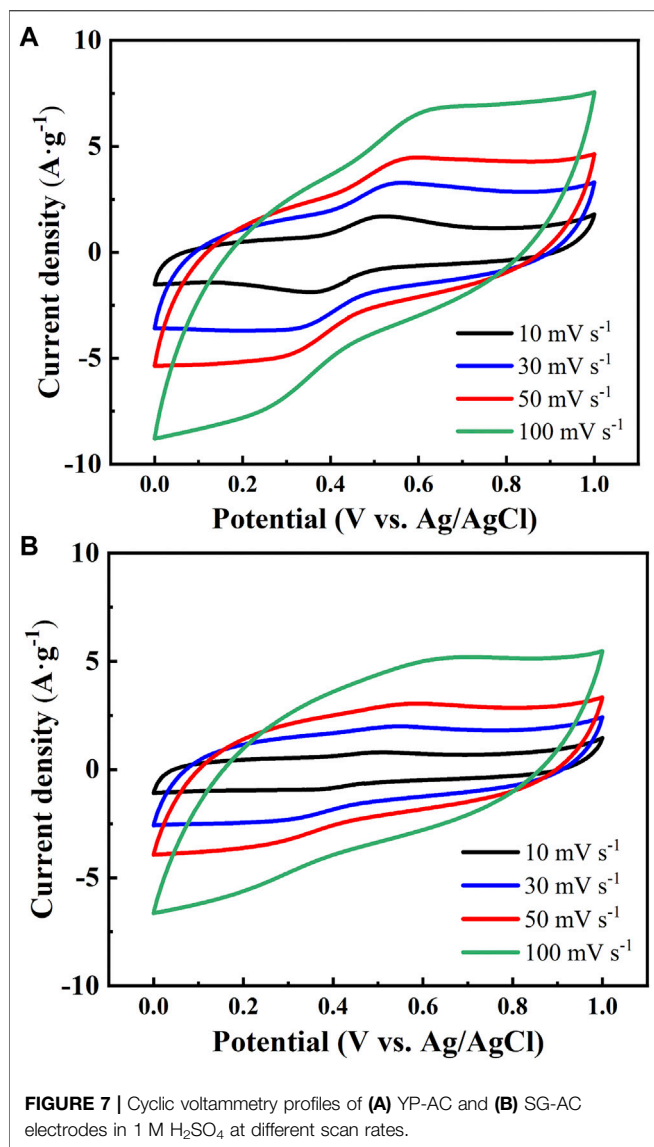 A
10
5
0
-5
-10
Current density (A·g⁻¹)
10 mV s⁻¹
30 mV s⁻¹
50 mV s⁻¹
100 mV s⁻¹
0.0 0.2 0.4 0.6 0.8 1.0
Potential (V vs. Ag/AgCl)
B
10
5
0
-5
-10
Current density (A·g⁻¹)
10 mV s⁻¹
30 mV s⁻¹
50 mV s⁻¹
100 mV s⁻¹
0.0 0.2 0.4 0.6 0.8 1.0
Potential (V vs. Ag/AgCl)
FIGURE 7 | Cyclic voltammetry profiles of (A) YP-AC and (B) SG-AC
electrodes in 1 M H₂SO₄ at different scan rates.